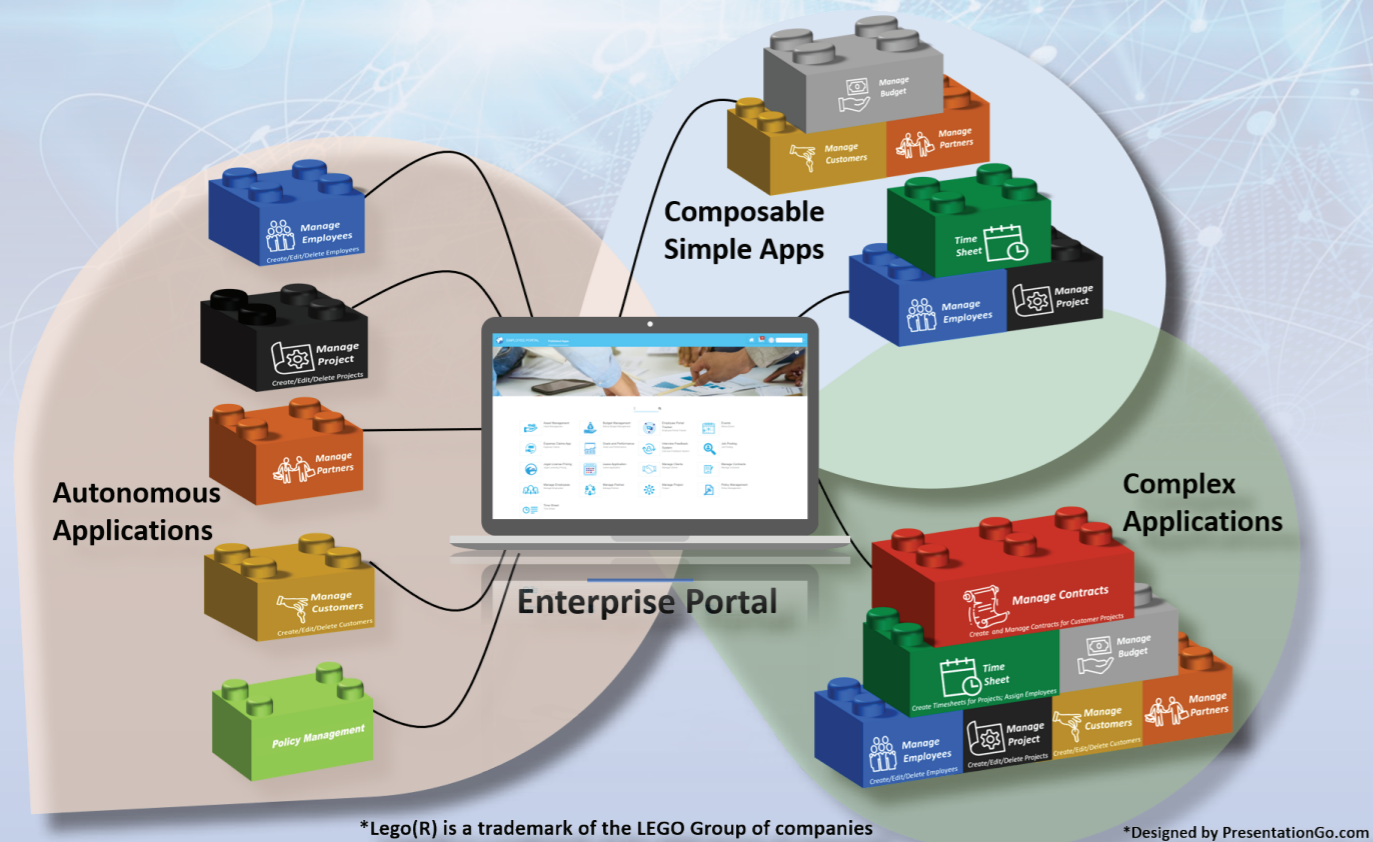 Manage
Budget
Manage
Customers
Manage
Partners
Composable
Simple Apps
Time
Sheet
Manage
Employees
Manage
Project
Manage
Employees
Create/Edit/Delete Employees
Manage
Project
Create/Edit/Delete Projects
Manage
Partners
Autonomous
Applications
Manage
Customers
Create/Edit/Delete Customers
Policy Management
Enterprise Portal
Complex
Applications
Manage Contracts
Create and Manage Contracts for Customer Projects
Time
Sheet
Create Timesheets for Projects; Assign Employees
Manage
Budget
Manage
Employees
Create/Edit/Delete Employees
Manage
Project
Create/Edit/Delete Projects
Manage
Customers
Create/Edit/Delete Customers
Manage
Partners
*Lego(R) is a trademark of the LEGO Group of companies
*Designed by PresentationGo.com